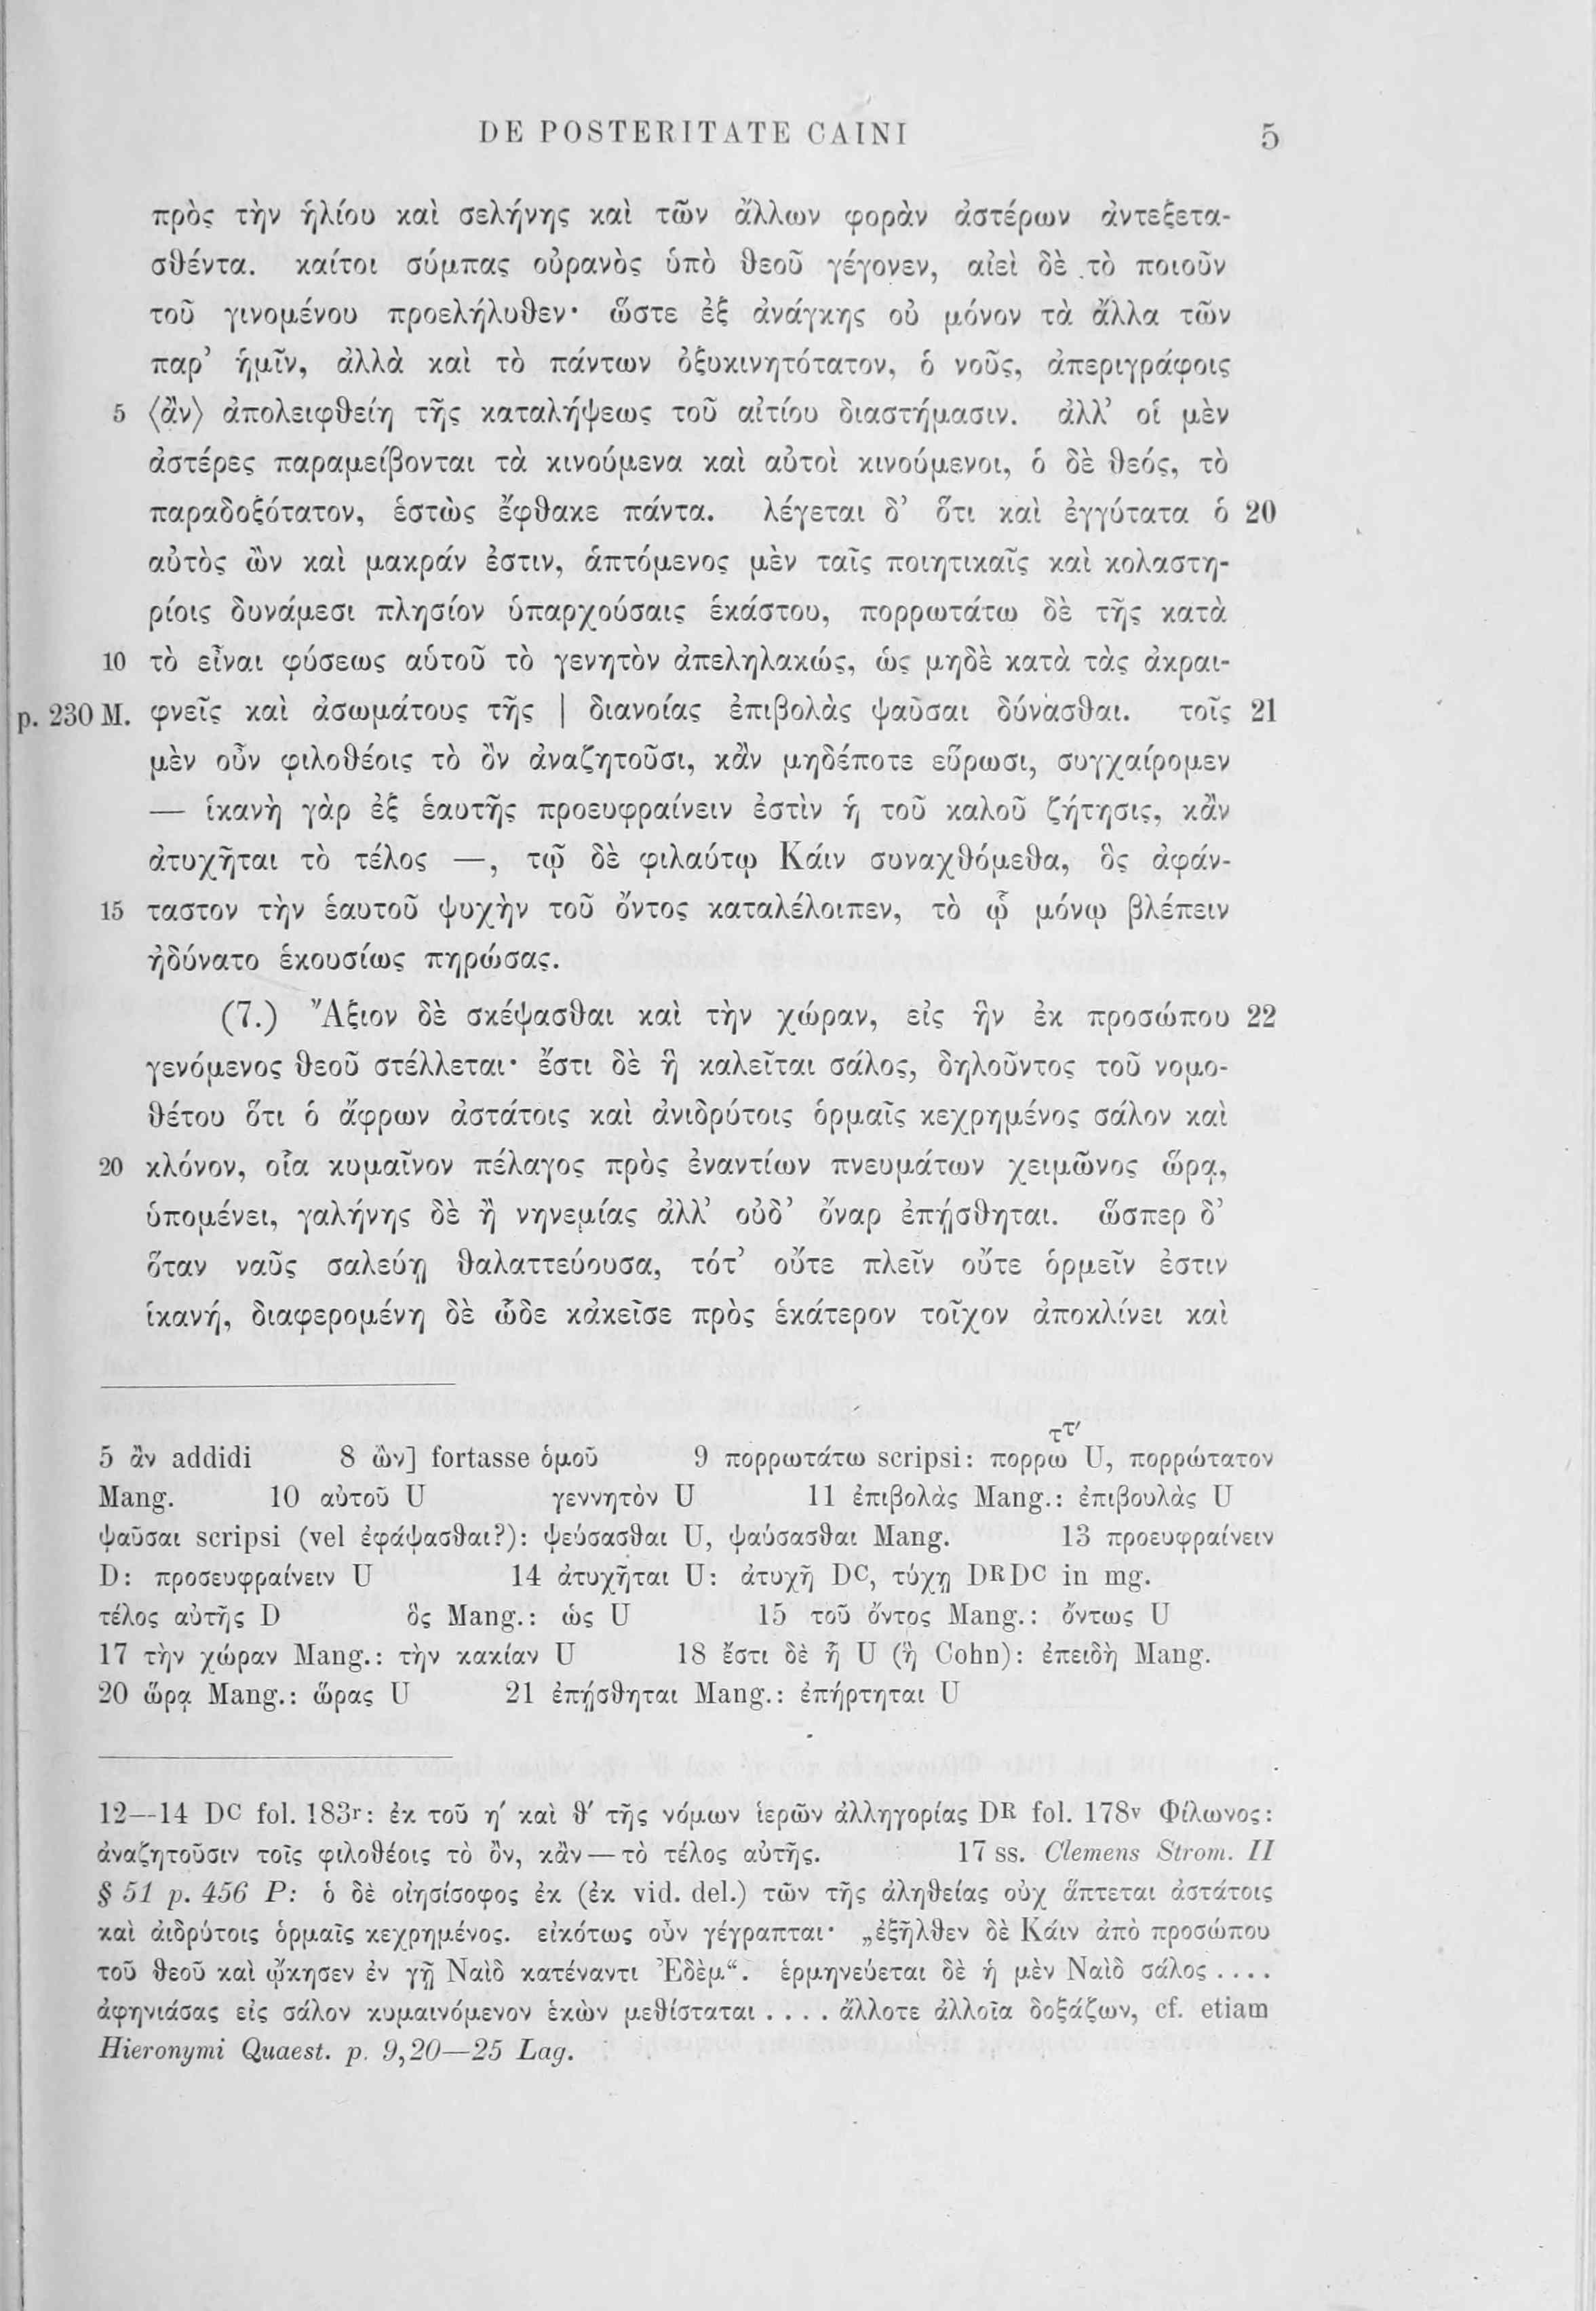 DE POSTERITATE CAINI 5
πρὸς τὴν ἡλίου καὶ σελήνης καὶ τῶν ἄλλων φορὰν ἀστέρων ἀντεξετα-
σθέντα. καίτοι σύμπας οὐρανὸς ὑπὸ θεοῦ γέγονεν, αἰεὶ δὲ τὸ ποιοῦν
τοῦ γινομένου προελήλυθεν· ὥστε ἐξ ἀνάγκης οὐ μόνον τὰ ἄλλα τῶν
παρ’ ἡμῖν, ἀλλὰ καὶ τὸ πάντων ὀξυκινητότατον, ὁ νοῦς, ἀπεριγράφοις
5 ⟨ἂν⟩ ἀπολειφθείη τῆς καταλήψεως τοῦ αἰτίου διαστήμασιν. ἀλλ’ οἱ μὲν
ἀστέρες παραμείβονται τὰ κινούμενα καὶ αὐτοὶ κινούμενοι, ὁ δὲ θεός, τὸ
παραδοξότατον, ἑστὼς ἔφθακε πάντα. λέγεται δ’ ὅτι καὶ ἐγγύτατα ὁ 20
αὐτὸς ὢν καὶ μακράν ἐστιν, ἁπτόμενος μὲν ταῖς ποιητικαῖς καὶ κολαστη-
ρίοις δυνάμεσι πλησίον ὑπαρχούσαις ἑκάστου, πορρωτάτω δὲ τῆς κατὰ
10 τὸ εἶναι φύσεως αὑτοῦ τὸ γενητὸν ἀπεληλακώς, ὡς μηδὲ κατὰ τὰς ἀκραι-
p. 230 M. φνεῖς καὶ ἀσωμάτους τῆς | διανοίας ἐπιβολὰς ψαῦσαι δύνασθαι. τοῖς 21
μὲν οὖν φιλοθέοις τὸ ὂν ἀναζητοῦσι, κἂν μηδέποτε εὕρωσι, συγχαίρομεν
— ἱκανὴ γὰρ ἐξ ἑαυτῆς προευφραίνειν ἐστὶν ἡ τοῦ καλοῦ ζήτησις, κἂν
ἀτυχῆται τὸ τέλος —, τῷ δὲ φιλαύτῳ Κάιν συναχθόμεθα, ὃς ἀφάν-
15 ταστον τὴν ἑαυτοῦ ψυχὴν τοῦ ὄντος καταλέλοιπεν, τὸ ᾧ μόνῳ βλέπειν
ἠδύνατο ἑκουσίως πηρώσας.
(7.) Ἄξιον δὲ σκέψασθαι καὶ τὴν χώραν, εἰς ἣν ἐκ προσώπου 22
γενόμενος θεοῦ στέλλεται· ἔστι δὲ ἣ καλεῖται σάλος, δηλοῦντος τοῦ νομο-
θέτου ὅτι ὁ ἄφρων ἀστάτοις καὶ ἀνιδρύτοις ὁρμαῖς κεχρημένος σάλον καὶ
20 κλόνον, οἷα κυμαῖνον πέλαγος πρὸς ἐναντίων πνευμάτων χειμῶνος ὥρᾳ,
ὑπομένει, γαλήνης δὲ ἢ νηνεμίας ἀλλ’ οὐδ’ ὄναρ ἐπῄσθηται. ὥσπερ δ’
ὅταν ναῦς σαλεύῃ θαλαττεύουσα, τότ’ οὔτε πλεῖν οὔτε ὁρμεῖν ἐστιν
ἱκανή, διαφερομένη δὲ ὧδε κἀκεῖσε πρὸς ἑκάτερον τοῖχον ἀποκλίνει καὶ
5 ἂν addidi 8 ὢν] fortasse ὁμοῦ 9 πορρωτάτω scripsi: πορρω ττ′ U, πορρώτατον
Mang. 10 αὐτοῦ U γεννητὸν U 11 ἐπιβολὰς Mang.: ἐπιβουλὰς U
ψαῦσαι scripsi (vel ἐφάψασθαι?): ψεύσασθαι U, ψαύσασθαι Mang. 13 προευφραίνειν
D: προσευφραίνειν U 14 ἀτυχῆται U: ἀτυχῇ Dᶜ, τύχῃ DᴿDᶜ in mg.
τέλος αὐτῆς D ὃς Mang.: ὡς U 15 τοῦ ὄντος Mang.: ὄντως U
17 τὴν χώραν Mang.: τὴν κακίαν U 18 ἔστι δὲ ᾗ U (ἣ Cohn): ἐπειδὴ Mang.
20 ὥρᾳ Mang.: ὥρας U 21 ἐπῄσθηται Mang.: ἐπήρτηται U
12—14 Dᶜ fol. 183ʳ: ἐκ τοῦ η′ καὶ θ′ τῆς νόμων ἱερῶν ἀλληγορίας Dᴿ fol. 178ᵛ Φίλωνος:
ἀναζητοῦσιν τοῖς φιλοθέοις τὸ ὄν, κἂν — τὸ τέλος αὐτῆς. 17 ss. Clemens Strom. II
§ 51 p. 456 P: ὁ δὲ οἰησίσοφος ἐκ (ἐκ vid. del.) τῶν τῆς ἀληθείας οὐχ ἅπτεται ἀστάτοις
καὶ ἀιδρύτοις ὁρμαῖς κεχρημένος. εἰκότως οὖν γέγραπται· „ἐξῆλθεν δὲ Κάιν ἀπὸ προσώπου
τοῦ θεοῦ καὶ ᾤκησεν ἐν γῇ Ναὶδ κατέναντι Ἐδέμ“. ἑρμηνεύεται δὲ ἡ μὲν Ναὶδ σάλος ....
ἀφηνιάσας εἰς σάλον κυμαινόμενον ἑκὼν μεθίσταται .... ἄλλοτε ἀλλοῖα δοξάζων, cf. etiam
Hieronymi Quaest. p. 9,20—25 Lag.